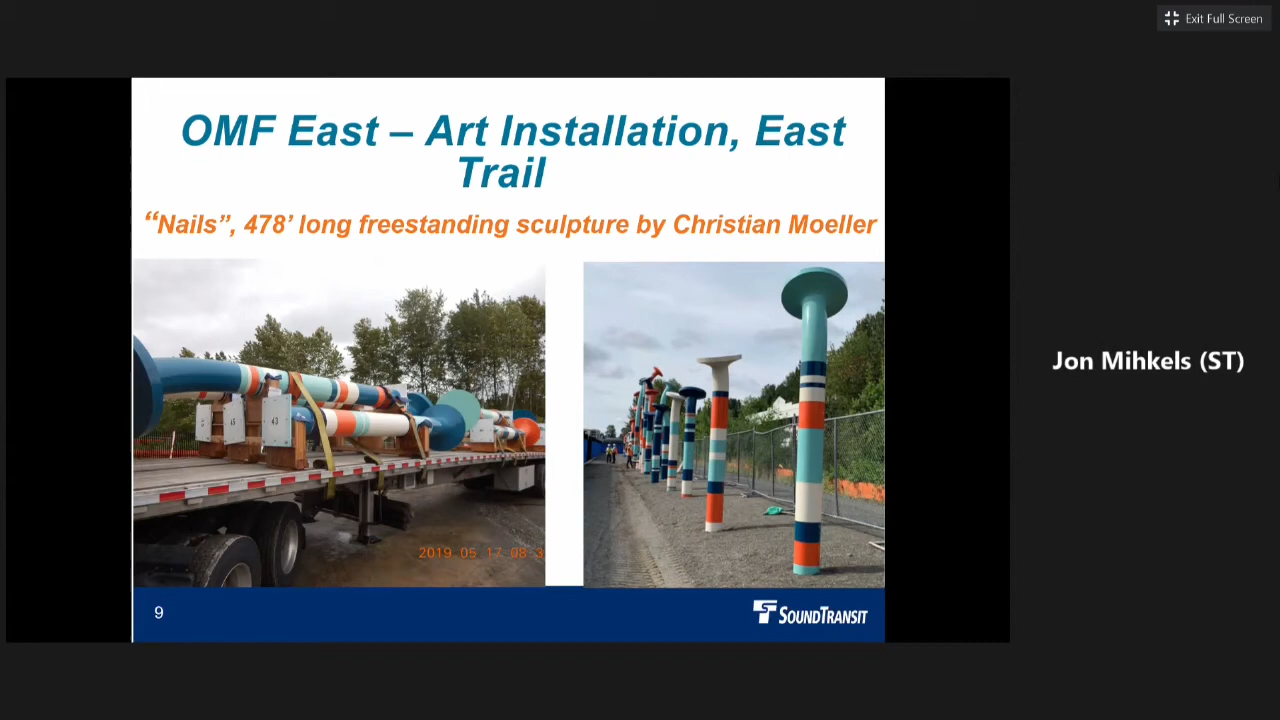 Exit Full Screen
OMF East – Art Installation, East
Trail
“Nails”, 478’ long freestanding sculpture by Christian Moeller
43
2019.05.17 08:3
9
SOUNDTRANSIT
Jon Mihkels (ST)